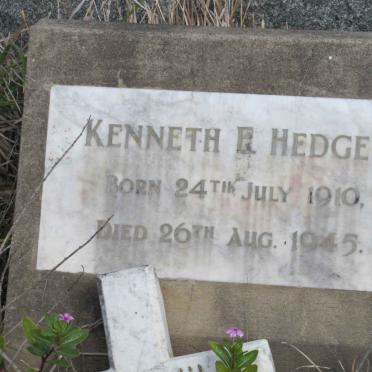 KENNETH E. HEDGE
BORN 24TH JULY 1910,
DIED 26TH AUG. 1945.